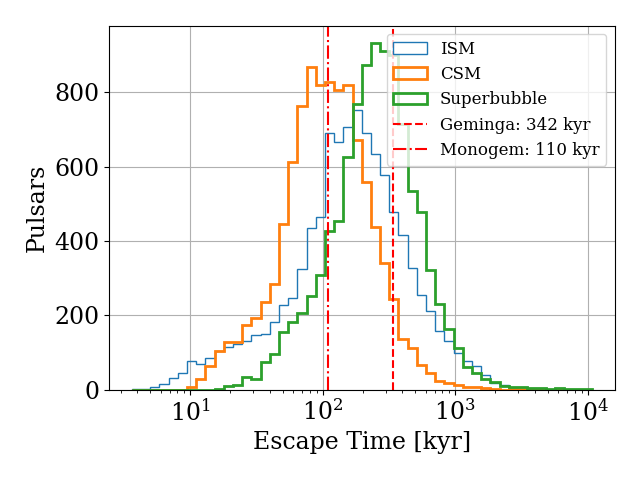 ISM
CSM
Superbubble
Geminga: 342 kyr
Monogem: 110 kyr
Pulsars
800
600
400
200
0
10¹ 10² 10³ 10⁴
Escape Time [kyr]